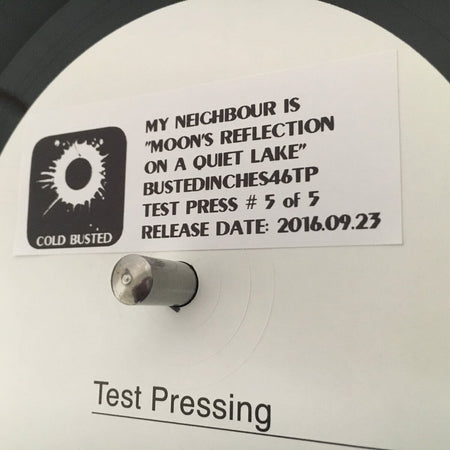 MY NEIGHBOUR IS
"MOON'S REFLECTION
ON A QUIET LAKE"
BUSTEDINCHES46TP
TEST PRESS # 5 of 5
RELEASE DATE: 2016.09.23
COLD BUSTED
Test Pressing